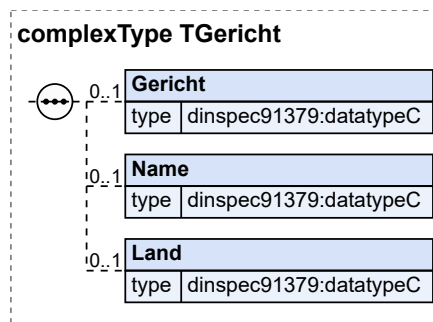 complexType TGericht
0..1 Gericht
type dinspec91379:datatypeC
0..1 Name
type dinspec91379:datatypeC
0..1 Land
type dinspec91379:datatypeC